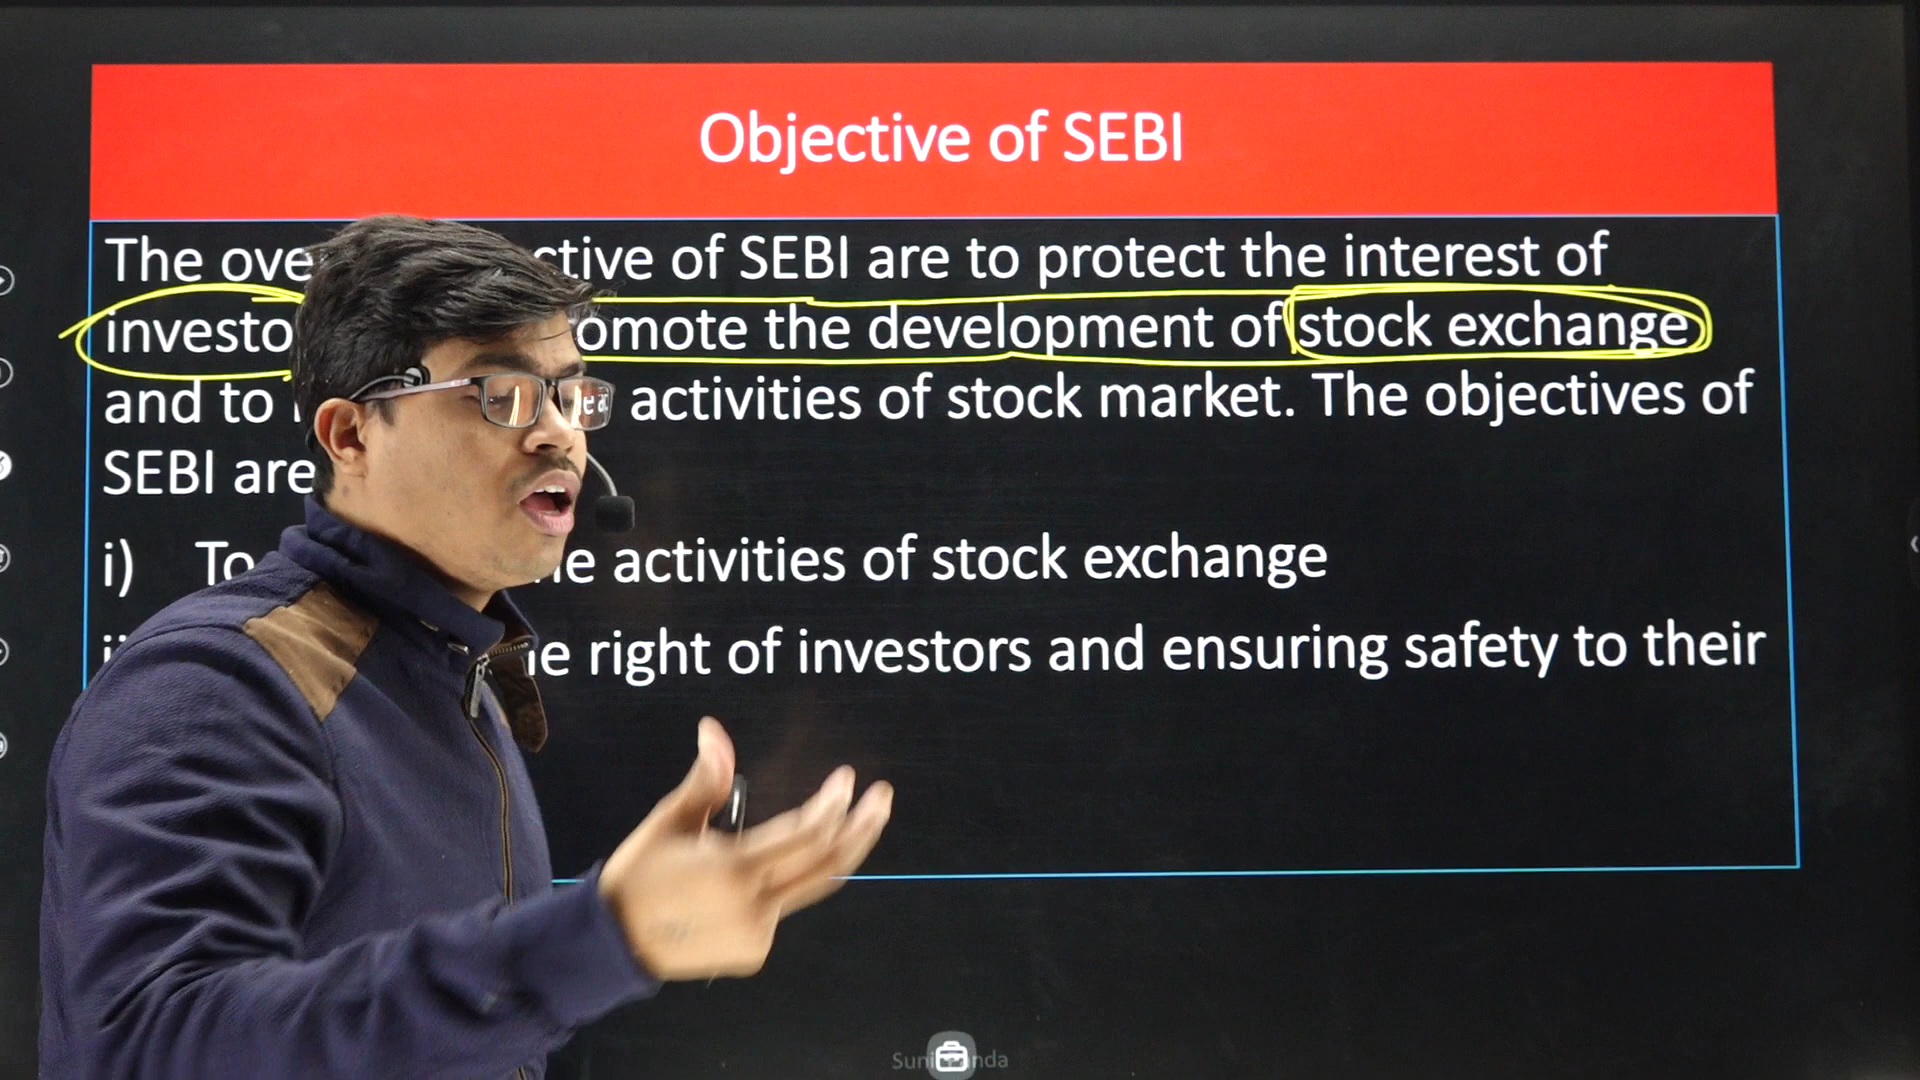 Objective of SEBI
The ctive of SEBI are to protect the interest of
omote the development of stock exchange
and to activities of stock market. The objectives of
SEBI are
i) To activities of stock exchange
right of investors and ensuring safety to their